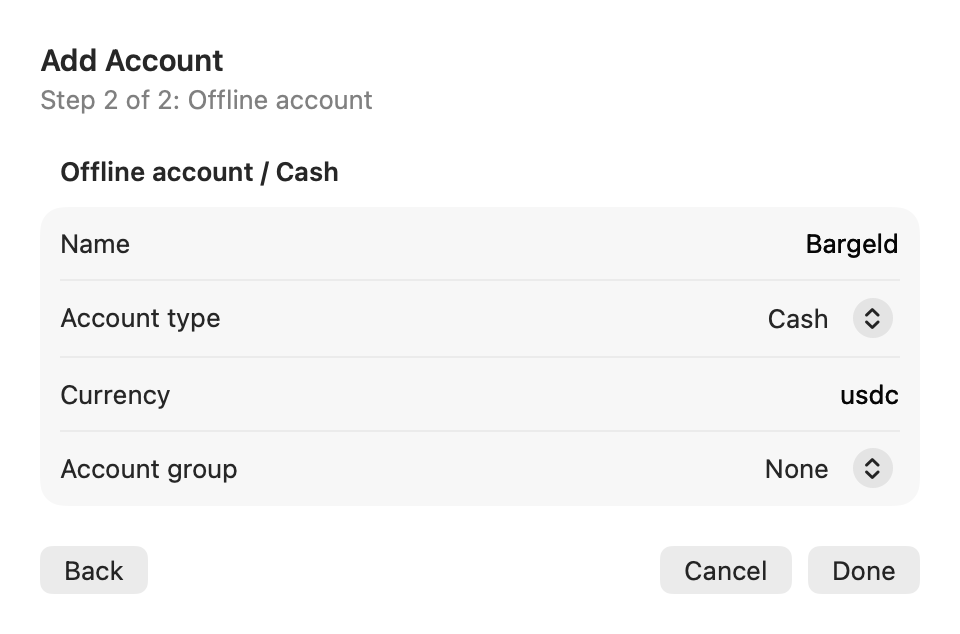 Add Account
Step 2 of 2: Offline account
Offline account / Cash
Name Bargeld
Account type Cash
Currency usdc
Account group None
Back Cancel Done